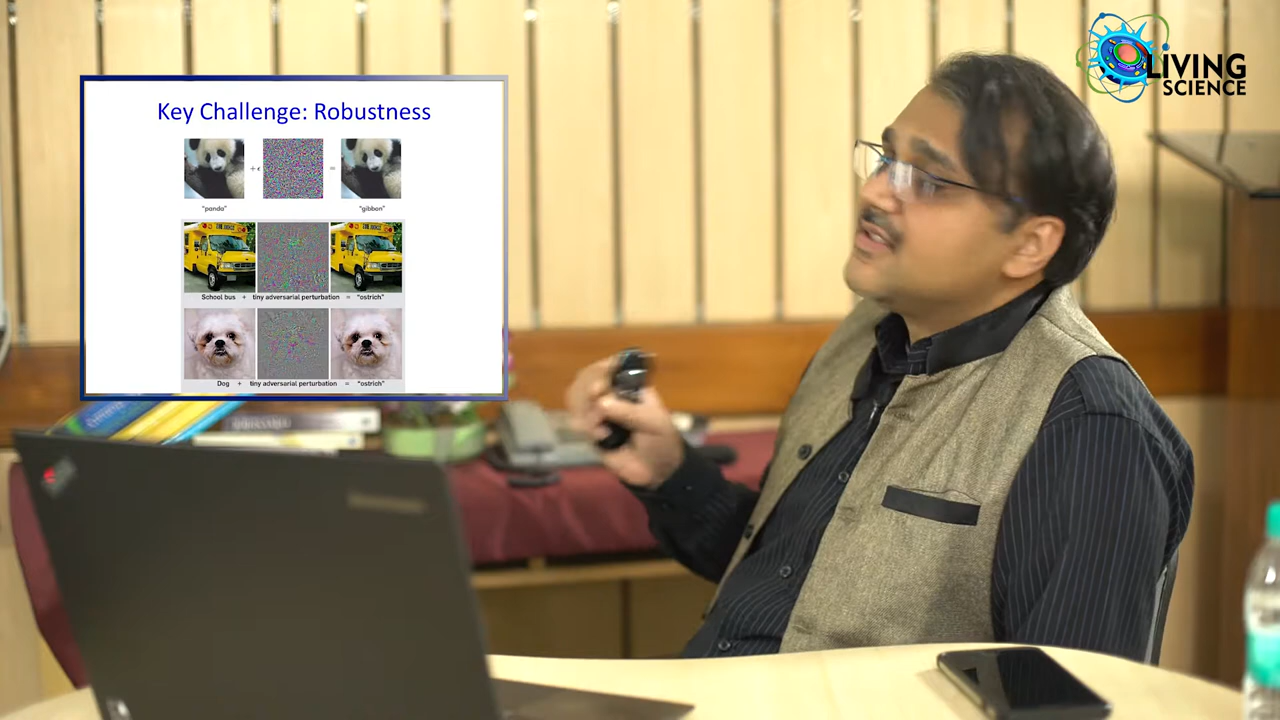 LIVING
SCIENCE
Key Challenge: Robustness
+ε
=
"panda"
"gibbon"
School bus + tiny adversarial perturbation = "ostrich"
Dog + tiny adversarial perturbation = "ostrich"